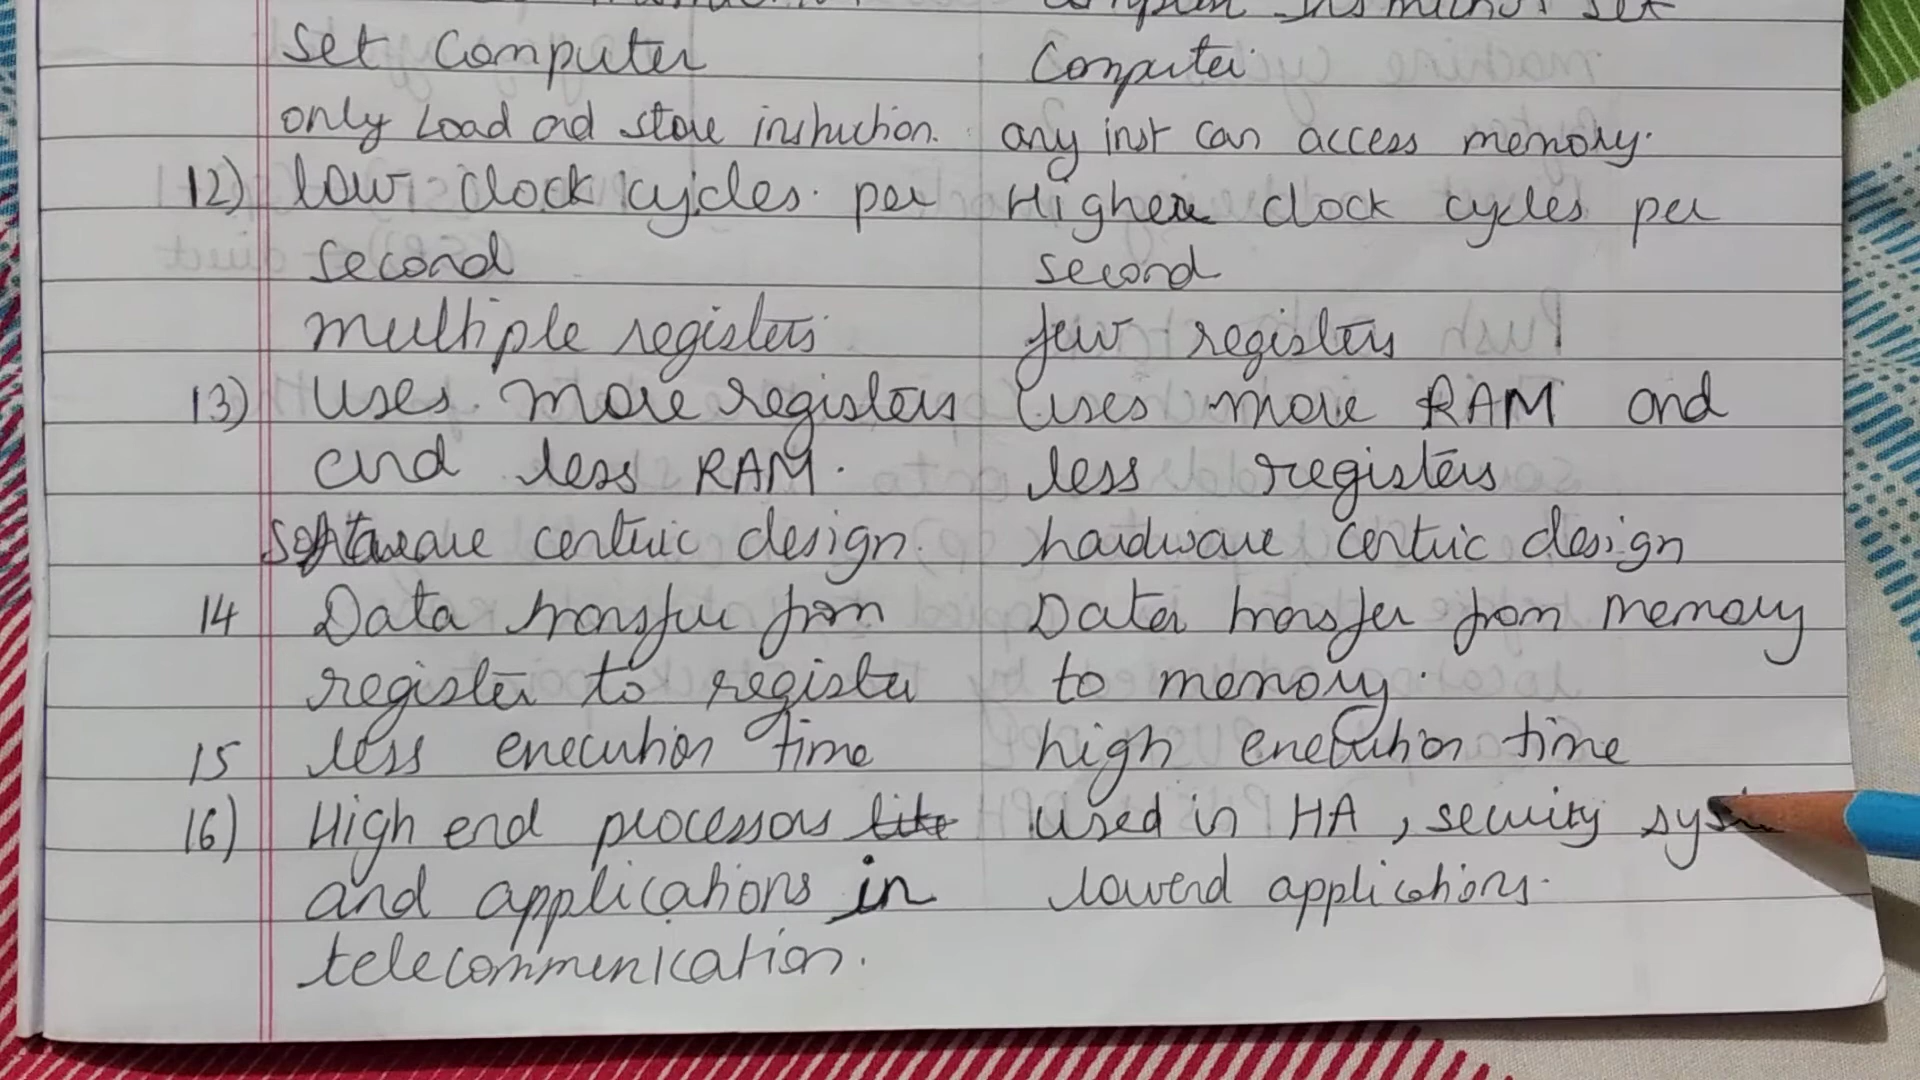 set Computer
Computer
only Load and store instruction.
any inst can access memory.
12) low clock cycles per
Higher clock cycles per
second
second
multiple registers
few registers
13) uses more registers
uses more RAM and
and less RAM.
less registers
software centric design.
hardware centric design
14 Data transfer from
Data transfer from memory
register to register
to memory.
15 less execution time
high execution time
16) High end processors like
used in HA, security
and applications in
lowend applications.
telecommunication.